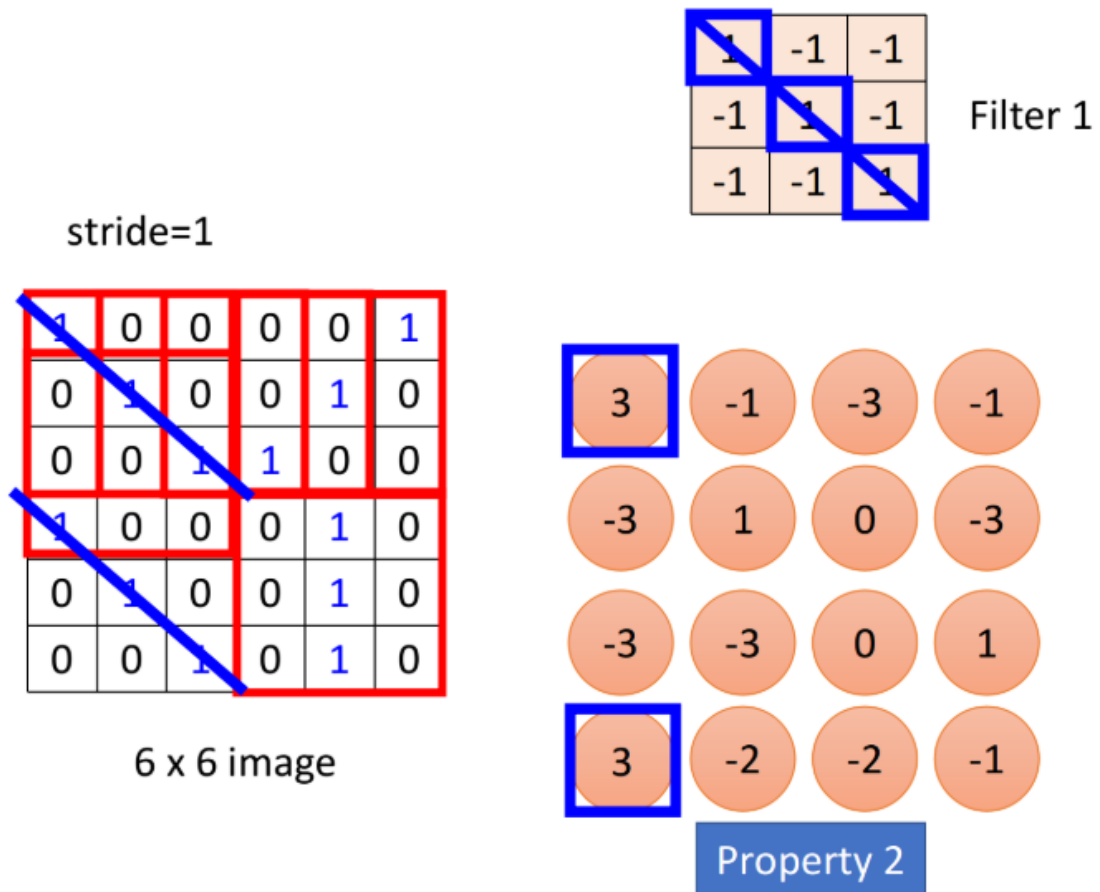 1 -1 -1
-1 1 -1
Filter 1
-1 -1 1
stride=1
1 0 0 0 0 1
0 1 0 0 1 0
0 0 1 1 0 0
1 0 0 0 1 0
0 1 0 0 1 0
0 0 1 0 1 0
6 x 6 image
3 -1 -3 -1
-3 1 0 -3
-3 -3 0 1
3 -2 -2 -1
Property 2